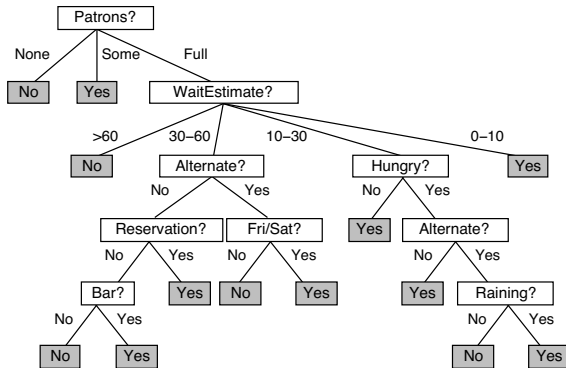 Patrons?
None Some Full
No Yes WaitEstimate?
>60 30–60 10–30 0–10
No Alternate? Hungry? Yes
No Yes No Yes
Reservation? Fri/Sat? Yes Alternate?
No Yes No Yes No Yes
Bar? Yes No Yes Yes Raining?
No Yes No Yes
No Yes No Yes